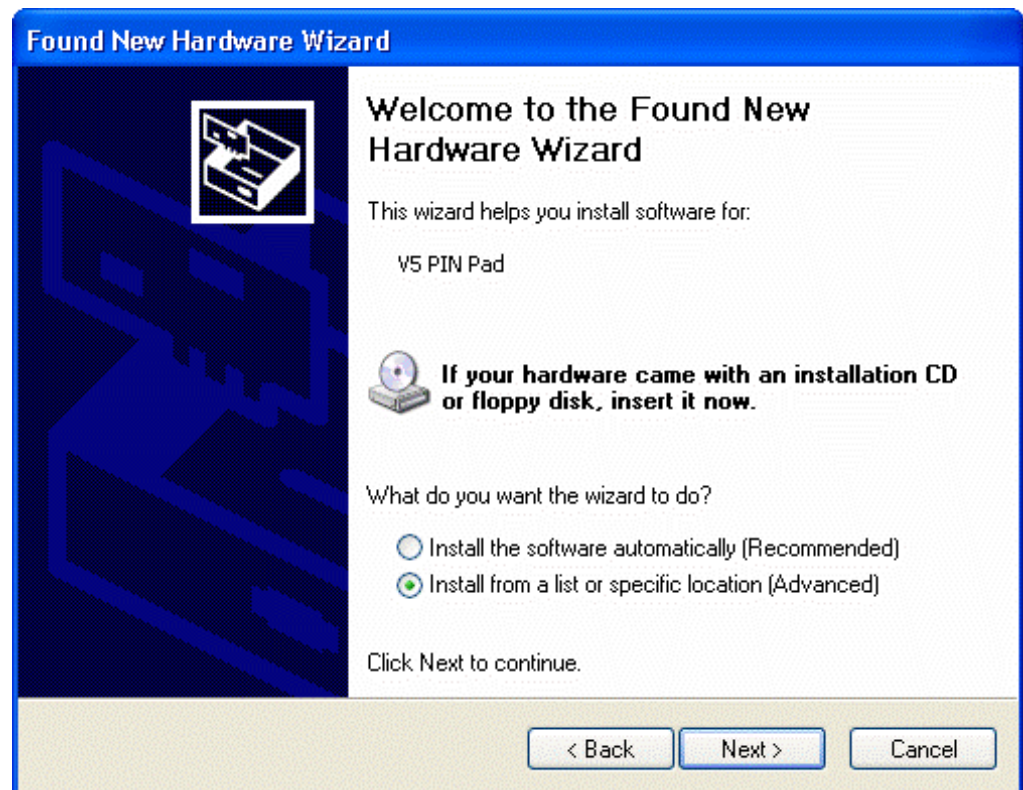 Found New Hardware Wizard
Welcome to the Found New
Hardware Wizard
This wizard helps you install software for:
V5 PIN Pad
If your hardware came with an installation CD
or floppy disk, insert it now.
What do you want the wizard to do?
Install the software automatically (Recommended)
Install from a list or specific location (Advanced)
Click Next to continue.
< Back Next > Cancel